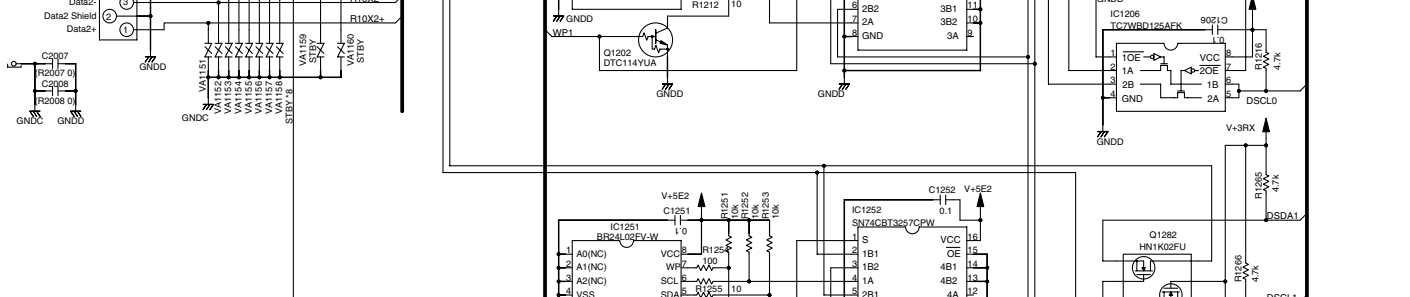 Data2-
3
Data2 Shield
2
Data2+
1
R10X2+
GNDD
C2007
(R2007 0)
C2008
(R2008 0)
GNDC
GNDD
VA1151
VA1152
VA1153
VA1154
VA1155
VA1156
VA1157
VA1158
STBY*8
GNDC
VA1159
STBY
VA1160
STBY
GNDD
WP1
Q1202
DTC114YUA
GNDD
R1212
10
6
2B2
7
2A
8
GND
3B1
11
3B2
10
3A
9
GNDD
GNDD
IC1206
TC7WBD125AFK
C1206
0.1
1
1OE
2
1A
3
2B
4
GND
VCC
8
2OE
7
1B
6
2A
5
R1216
4.7k
DSCL0
GNDD
V+3RX
R1265
4.7k
DSDA1
Q1282
HN1K02FU
R1266
4.7k
DSCL1
V+5E2
C1251
0.1
R1251
10k
R1252
10k
R1253
10k
IC1251
BR24L02FV-W
1
A0(NC)
2
A1(NC)
3
A2(NC)
4
VSS
VCC
8
WP
7
SCL
6
SDA
5
R1254
100
R1255
10
C1252
0.1
V+5E2
IC1252
SN74CBT3257CPW
1
S
2
1B1
3
1B2
4
1A
5
2B1
VCC
16
OE
15
4B1
14
4B2
13
4A
12